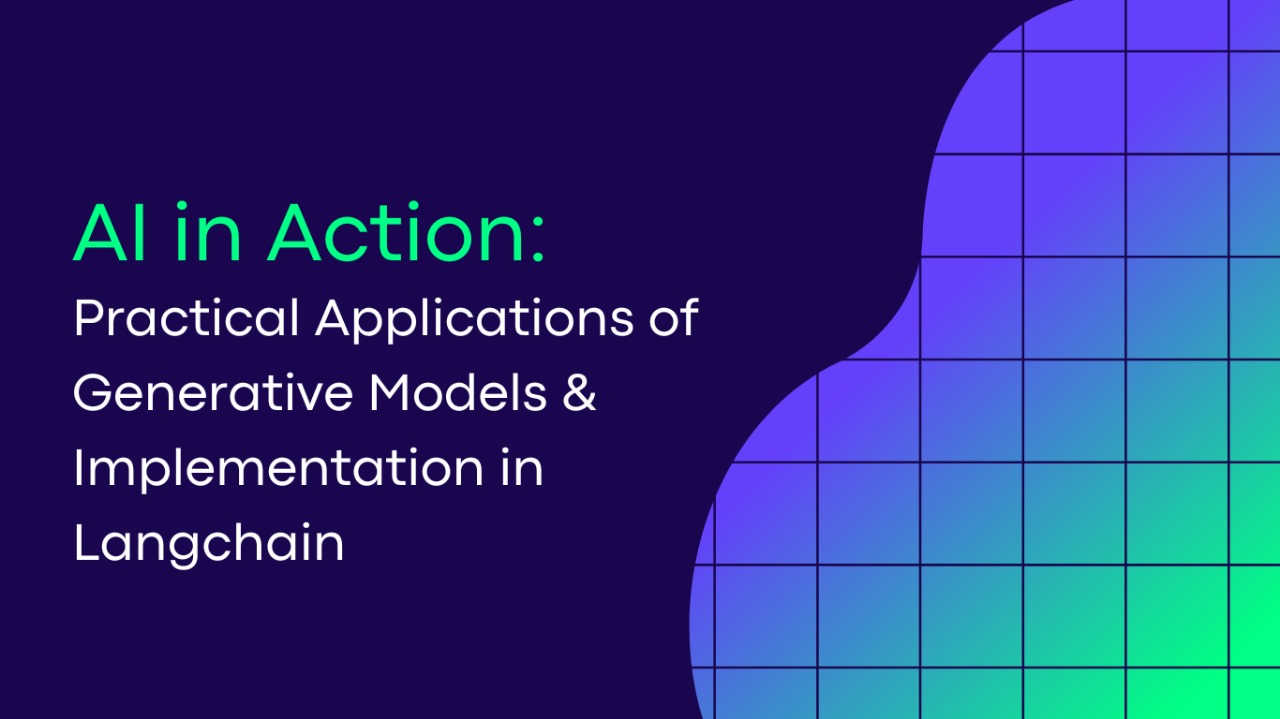 AI in Action:
Practical Applications of
Generative Models &
Implementation in
Langchain